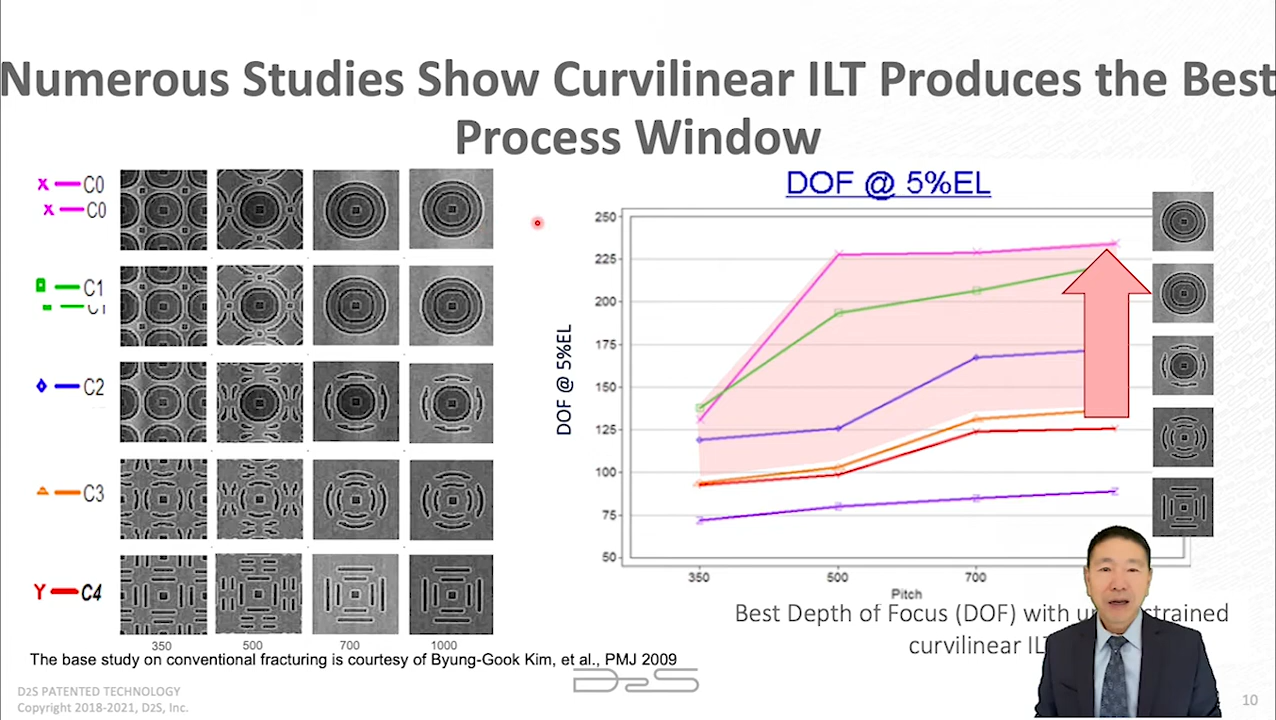 Numerous Studies Show Curvilinear ILT Produces the Best
Process Window
x C0
x C0
C1
C2
C3
Y C4
350 500 700 1000
The base study on conventional fracturing is courtesy of Byung-Gook Kim, et al., PMJ 2009
DOF @ 5%EL
DOF @ 5%EL
250
225
200
175
150
125
100
75
50
350 500 700
Pitch
Best Depth of Focus (DOF) with
curvilinear
D2S
D2S PATENTED TECHNOLOGY
Copyright 2018-2021, D2S, Inc.
10